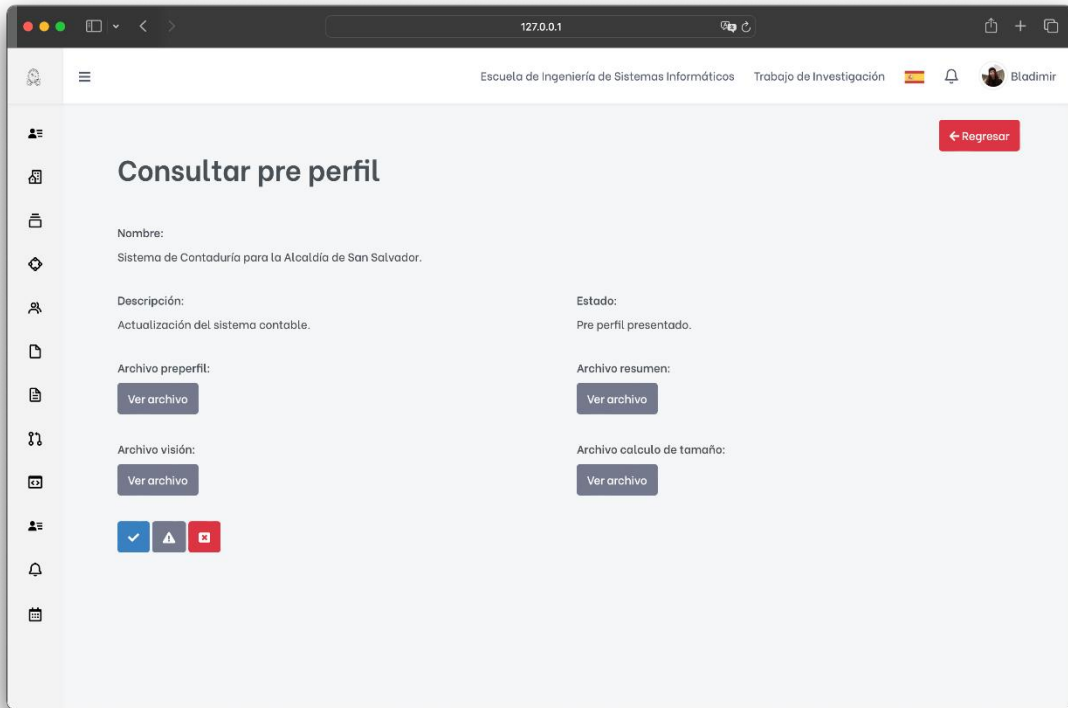 127.0.0.1
Escuela de Ingeniería de Sistemas Informáticos Trabajo de Investigación Bladimir
Regresar
Consultar pre perfil
Nombre:
Sistema de Contaduría para la Alcaldía de San Salvador.
Descripción: Estado:
Actualización del sistema contable. Pre perfil presentado.
Archivo preperfil: Archivo resumen:
Ver archivo Ver archivo
Archivo visión: Archivo calculo de tamaño:
Ver archivo Ver archivo